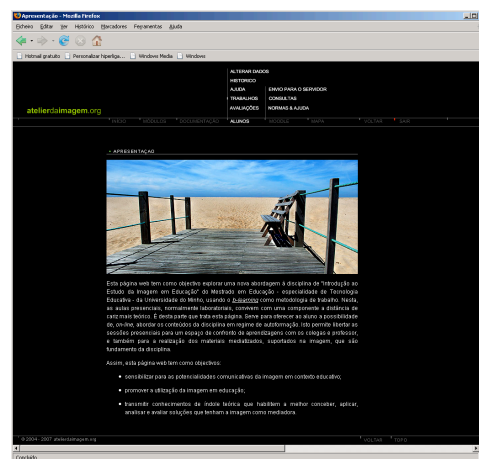 Apresentação - Mozilla Firefox
Ficheiro Editar Ver Histórico Marcadores Ferramentas Ajuda
Hotmail gratuito Personalizar hiperliga... Windows Media Windows
ALTERAR DADOS
HISTORICO
AJUDA ENVIO PARA O SERVIDOR
TRABALHOS CONSULTAS
AVALIAÇÕES NORMAS & AJUDA
atelierdaimagem.org
INICIO MÓDULOS DOCUMENTAÇÃO ALUNOS MOODLE MAPA VOLTAR SAIR
APRESENTAÇAO
Esta página web tem como objectivo explorar uma nova abordagem à disciplina de "Introdução ao
Estudo da Imagem em Educação" do Mestrado em Educação - especialidade de Tecnologia
Educativa - da Universidade do Minho, usando o b-learning como metodologia de trabalho. Nesta,
as aulas presenciais, normalmente laboratoriais, convivem com uma componente a distância de
cariz mais teórico. É desta parte que trata esta página. Serve para oferecer ao aluno a possibilidade
de, on-line, abordar os conteúdos da disciplina em regime de autoformação. Isto permite libertar as
sessões presenciais para um espaço de confronto de aprendizagens com os colegas e professor,
e também para a realização dos materiais mediatizados, suportados na imagem, que são
fundamento da disciplina.
Assim, esta página web tem como objectivos:
sensibilizar para as potencialidades comunicativas da imagem em contexto educativo;
promover a utilização da imagem em educação;
transmitir conhecimentos de índole teórica que habilitem a melhor conceber, aplicar,
analisar e avaliar soluções que tenham a imagem como mediadora.
© 2004 - 2007 atelierdaimagem.org VOLTAR TOPO
Concluído